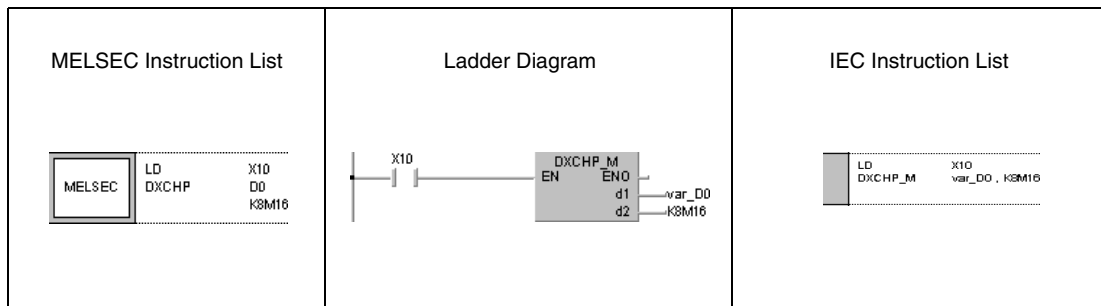 MELSEC Instruction List
MELSEC
LD X10
DXCHP D0
K8M16
Ladder Diagram
X10
DXCHP_M
EN ENO
d1 var_D0
d2 K8M16
IEC Instruction List
LD X10
DXCHP_M var_D0 , K8M16